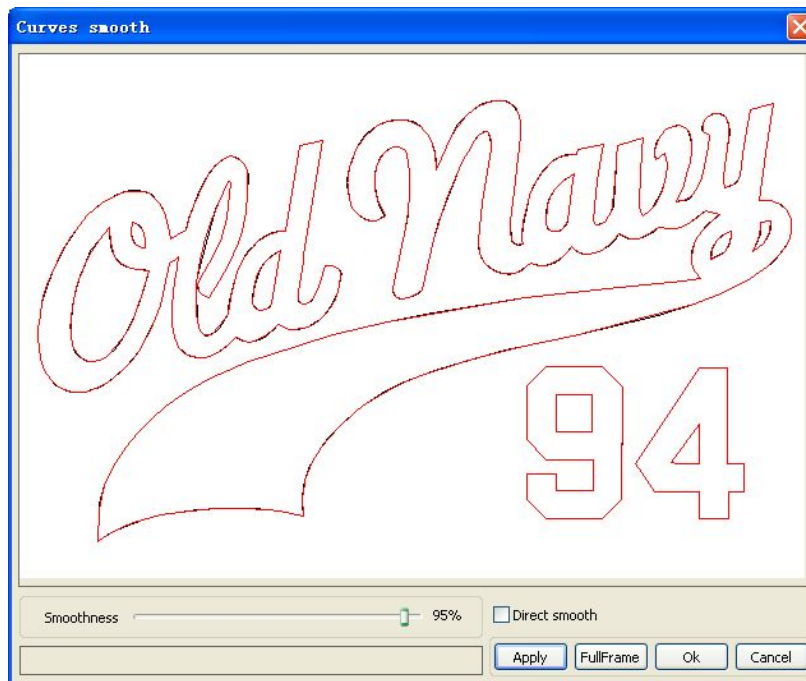 Curves smooth
Old Navy
94
Smoothness 95% Direct smooth
Apply FullFrame Ok Cancel